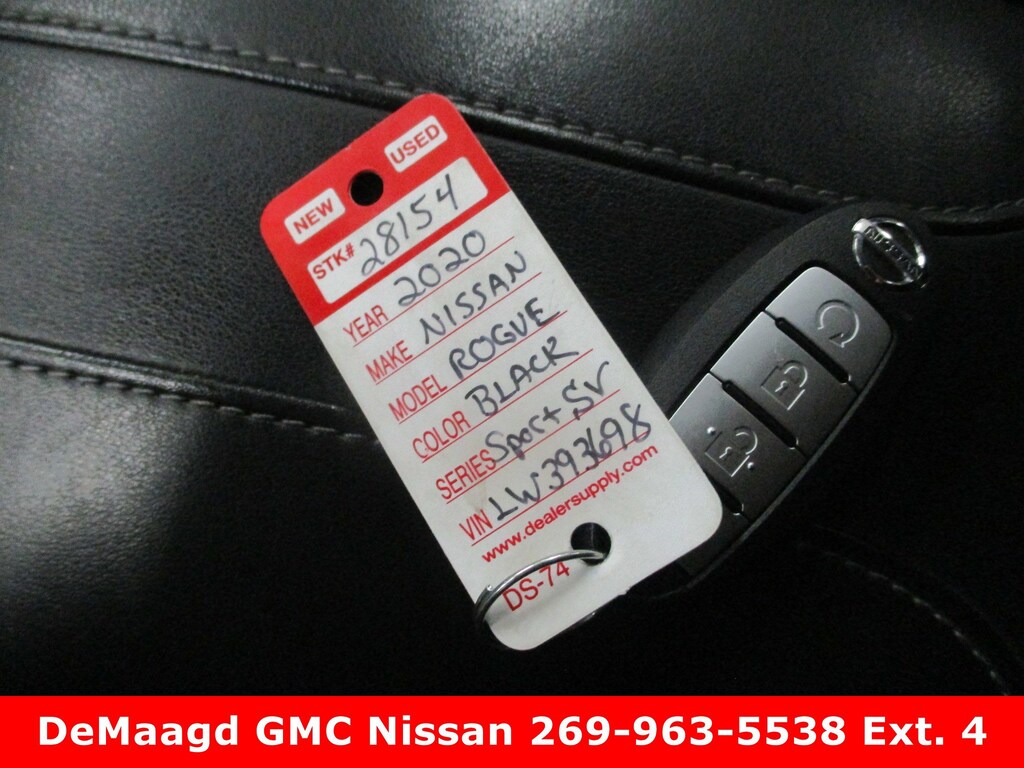 NEW USED
STK# 28154
YEAR 2020
MAKE NISSAN
MODEL ROGUE
COLOR BLACK
SERIES Sport SV
VIN LW393698
www.dealersupply.com
DS-74
NISSAN
DeMaagd GMC Nissan 269-963-5538 Ext. 4